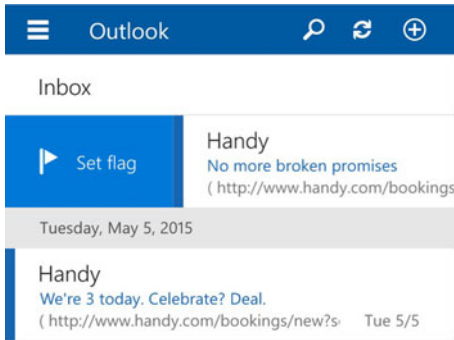 Outlook
Inbox
Set flag
Handy
No more broken promises
( http://www.handy.com/bookings
Tuesday, May 5, 2015
Handy
We're 3 today. Celebrate? Deal.
( http://www.handy.com/bookings/new?s Tue 5/5